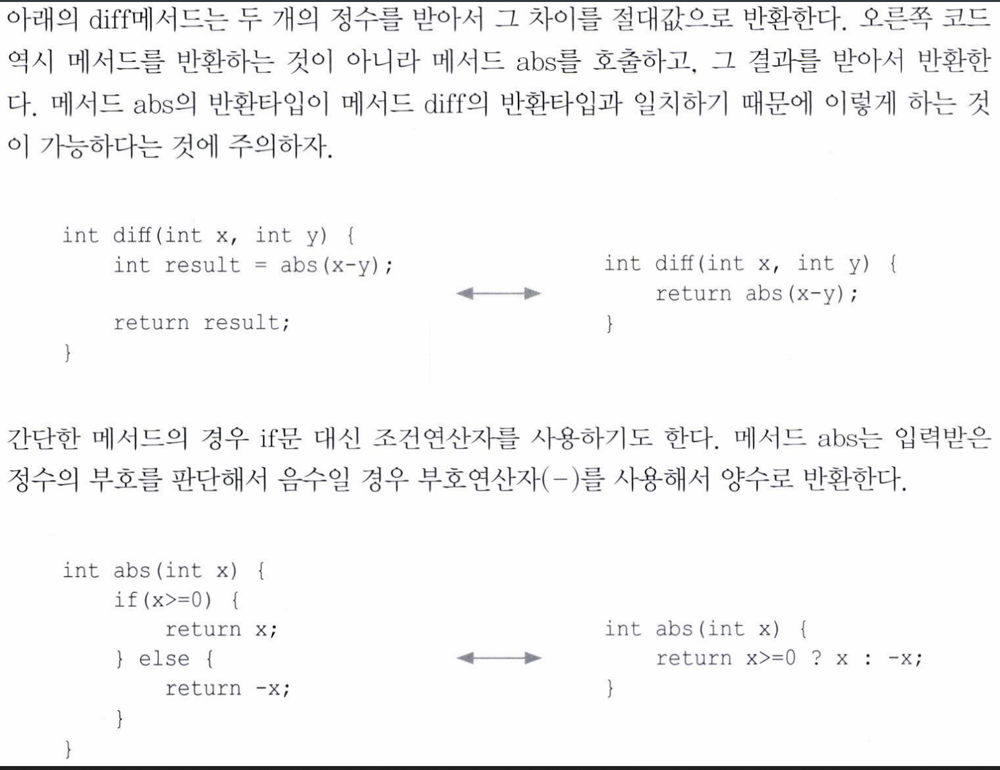 아래의 diff메서드는 두 개의 정수를 받아서 그 차이를 절대값으로 반환한다. 오른쪽 코드
역시 메서드를 반환하는 것이 아니라 메서드 abs를 호출하고, 그 결과를 받아서 반환한
다. 메서드 abs의 반환타입이 메서드 diff의 반환타입과 일치하기 때문에 이렇게 하는 것
이 가능하다는 것에 주의하자.
int diff(int x, int y) {
int result = abs(x-y);
return result;
}
int diff(int x, int y) {
return abs(x-y);
}
간단한 메서드의 경우 if문 대신 조건연산자를 사용하기도 한다. 메서드 abs는 입력받은
정수의 부호를 판단해서 음수일 경우 부호연산자(-)를 사용해서 양수로 반환한다.
int abs(int x) {
if(x>=0) {
return x;
} else {
return -x;
}
}
int abs(int x) {
return x>=0 ? x : -x;
}